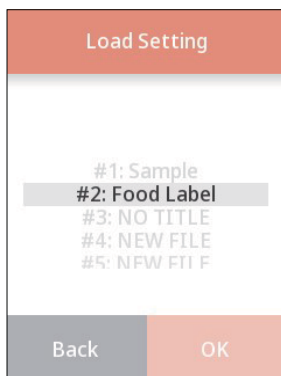 Load Setting
#1: Sample
#2: Food Label
#3: NO TITLE
#4: NEW FILE
#5: NEW FILE
Back
OK